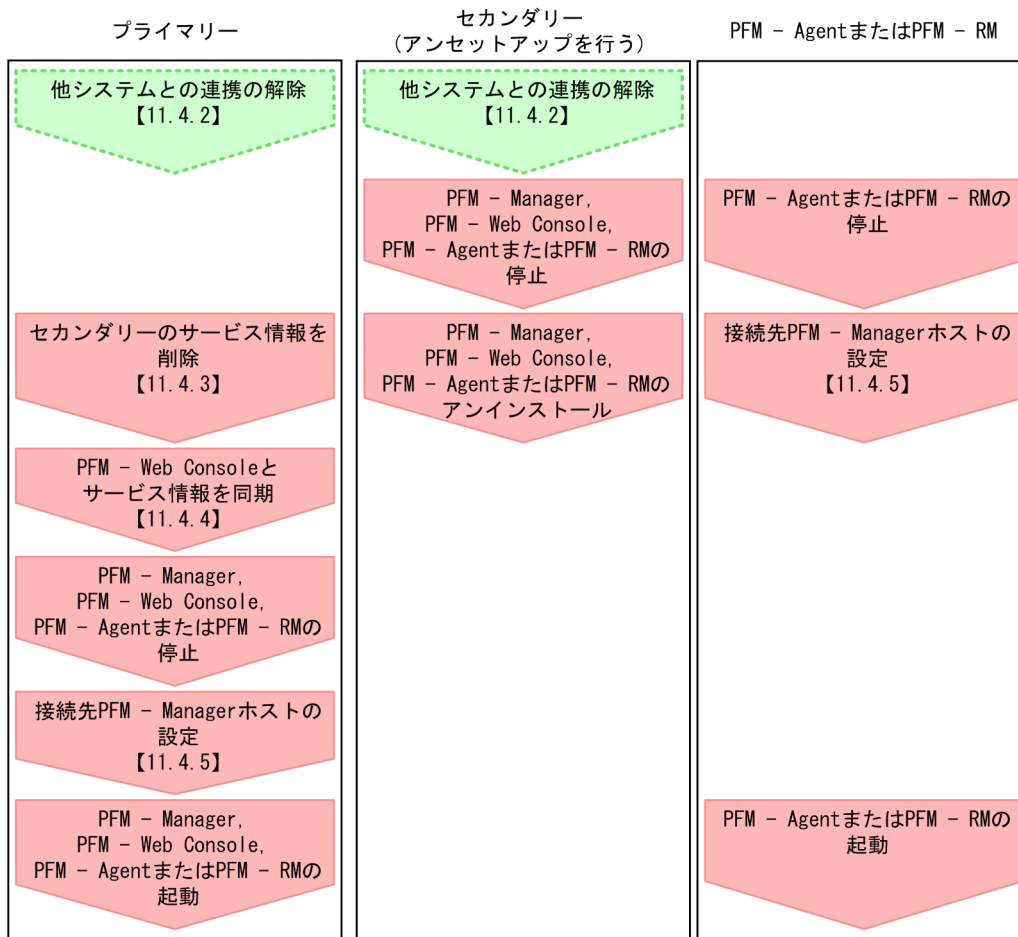 プライマリー
セカンダリー
(アンセットアップを行う)
PFM − AgentまたはPFM − RM
他システムとの連携の解除
【11.4.2】
セカンダリーのサービス情報を
削除
【11.4.3】
PFM − Web Consoleと
サービス情報を同期
【11.4.4】
PFM − Manager,
PFM − Web Console,
PFM − AgentまたはPFM − RMの
停止
接続先PFM − Managerホストの
設定
【11.4.5】
PFM − Manager,
PFM − Web Console,
PFM − AgentまたはPFM − RMの
起動
他システムとの連携の解除
【11.4.2】
PFM − Manager,
PFM − Web Console,
PFM − AgentまたはPFM − RMの
停止
PFM − Manager,
PFM − Web Console,
PFM − AgentまたはPFM − RMの
アンインストール
PFM − AgentまたはPFM − RMの
停止
接続先PFM − Managerホストの
設定
【11.4.5】
PFM − AgentまたはPFM − RMの
起動